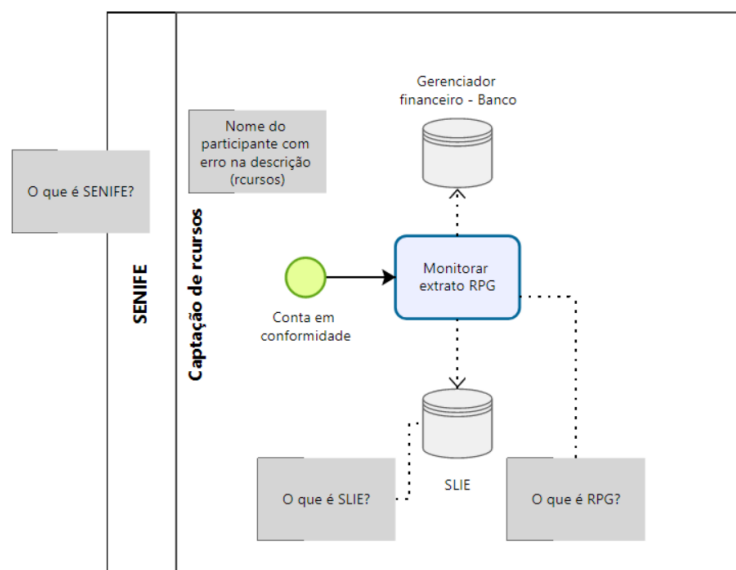 Gerenciador
financeiro - Banco
Nome do
participante com
erro na descrição
(rcursos)
O que é SENIFE?
SENIFE
Captação de rcursos
Monitorar
extrato RPG
Conta em
conformidade
SLIE
O que é SLIE?
O que é RPG?